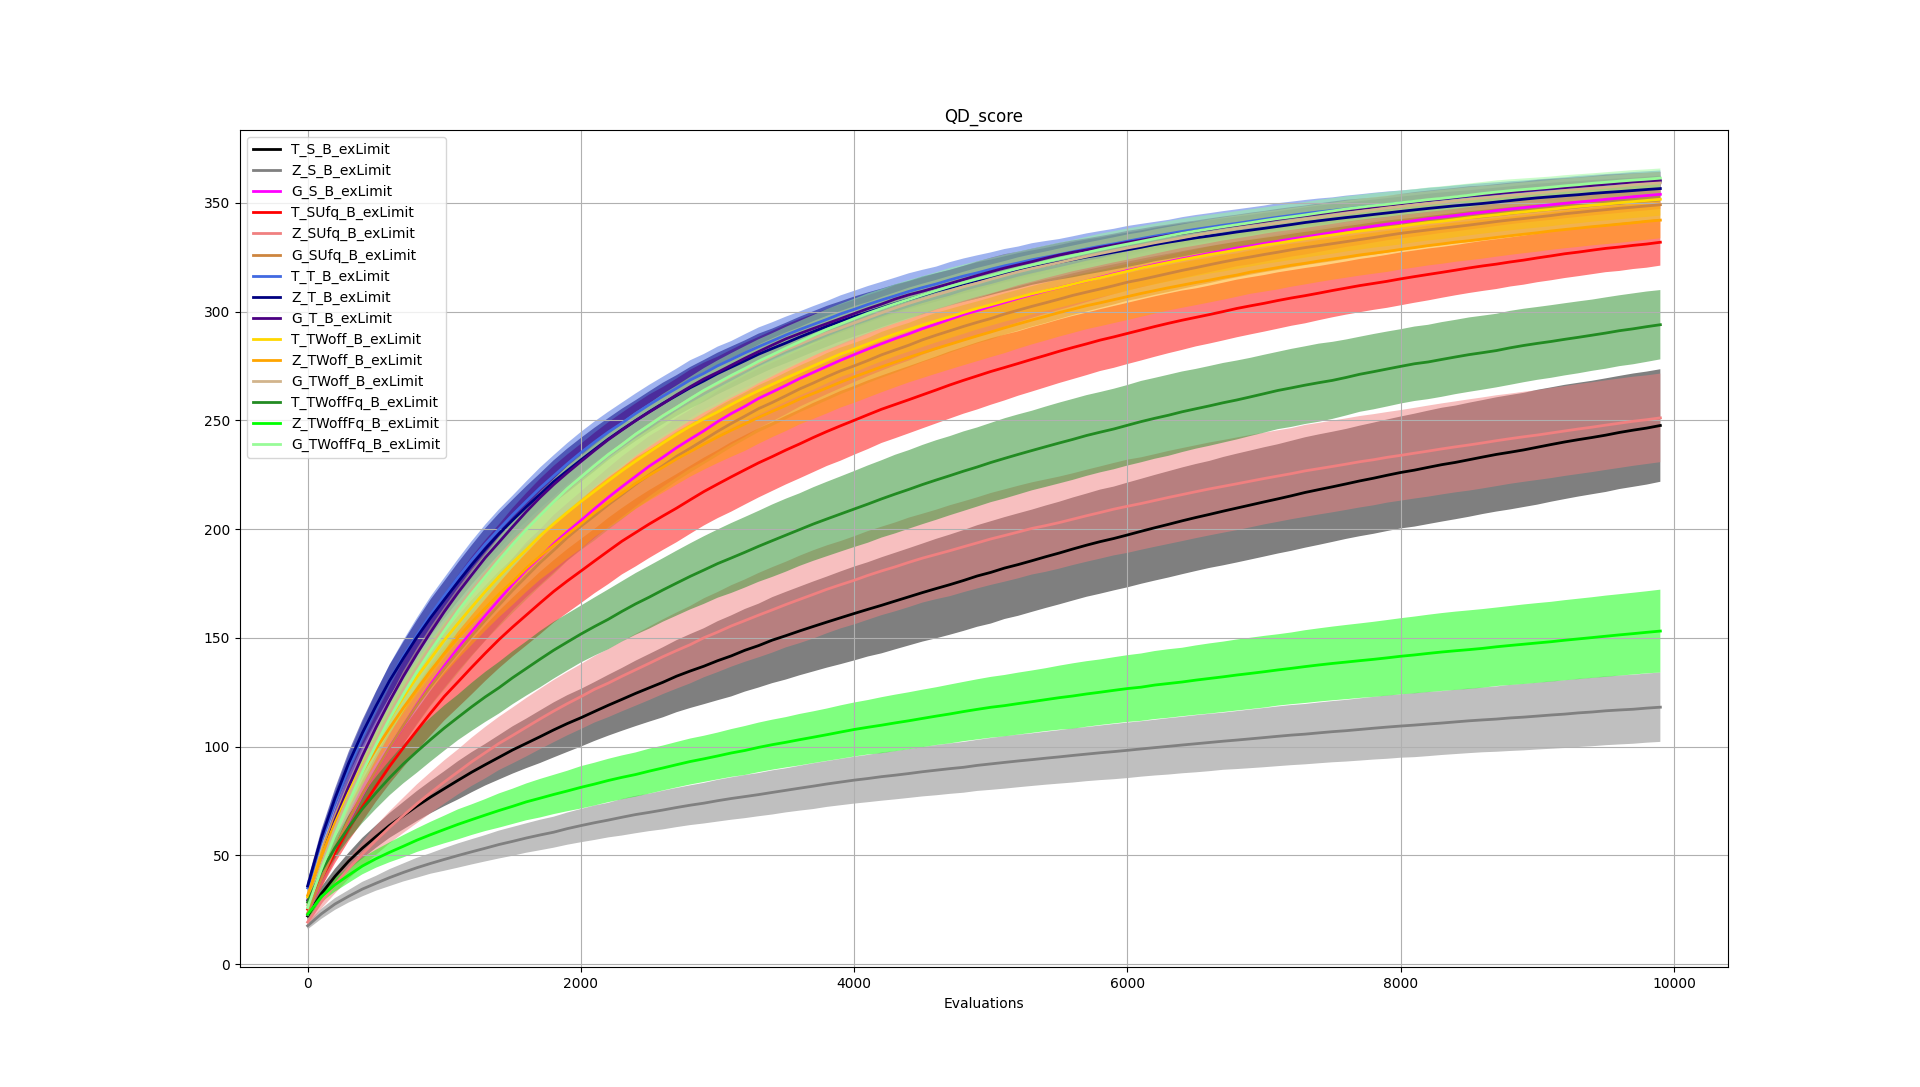 QD_score
T_S_B_exLimit
Z_S_B_exLimit
G_S_B_exLimit
T_SUfq_B_exLimit
Z_SUfq_B_exLimit
G_SUfq_B_exLimit
T_T_B_exLimit
Z_T_B_exLimit
G_T_B_exLimit
T_TWoff_B_exLimit
Z_TWoff_B_exLimit
G_TWoff_B_exLimit
T_TWoffFq_B_exLimit
Z_TWoffFq_B_exLimit
G_TWoffFq_B_exLimit
350
300
250
200
150
100
50
0
0 2000 4000 6000 8000 10000
Evaluations